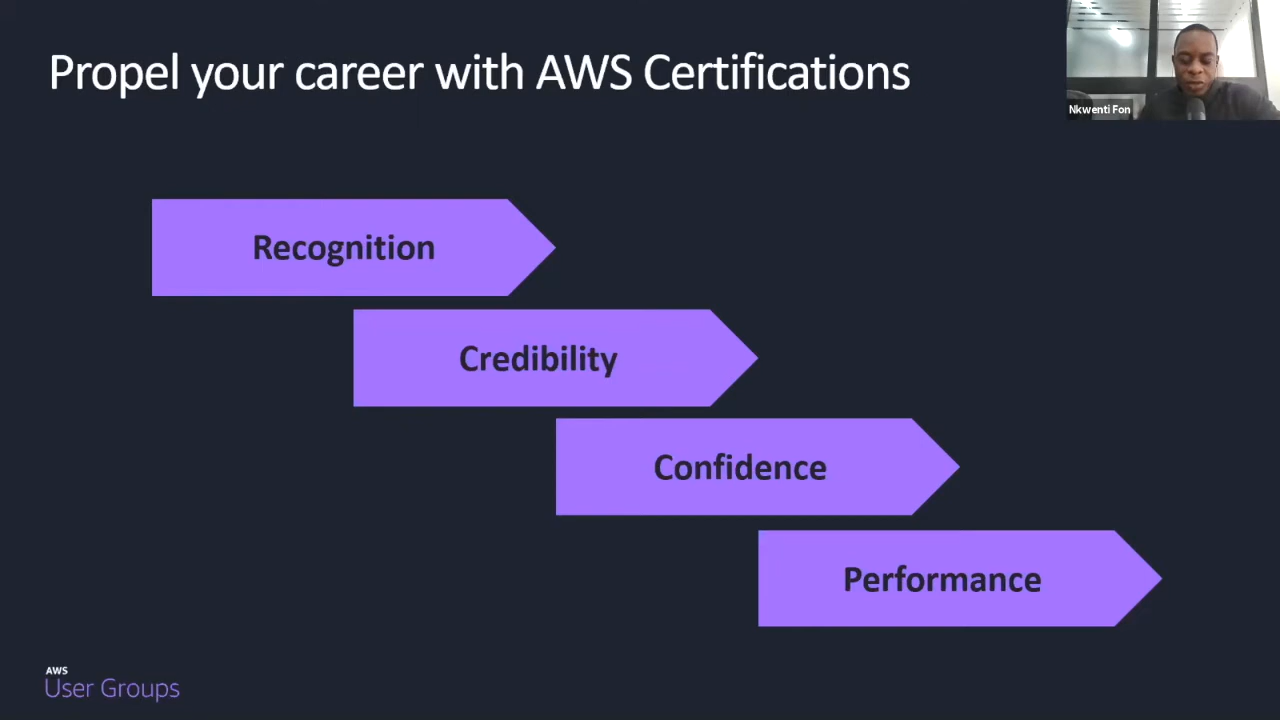 Propel your career with AWS Certifications
Nkwenti Fon
Recognition
Credibility
Confidence
Performance
AWS
User Groups